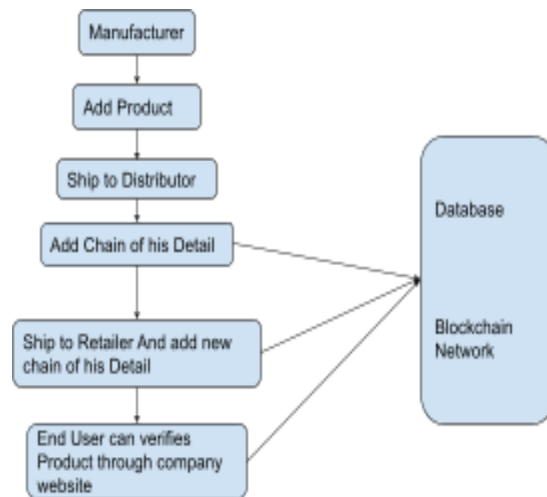 Manufacturer
Add Product
Ship to Distributor
Add Chain of his Detail
Ship to Retailer And add new
chain of his Detail
End User can verifies
Product through company
website
Database
Blockchain
Network